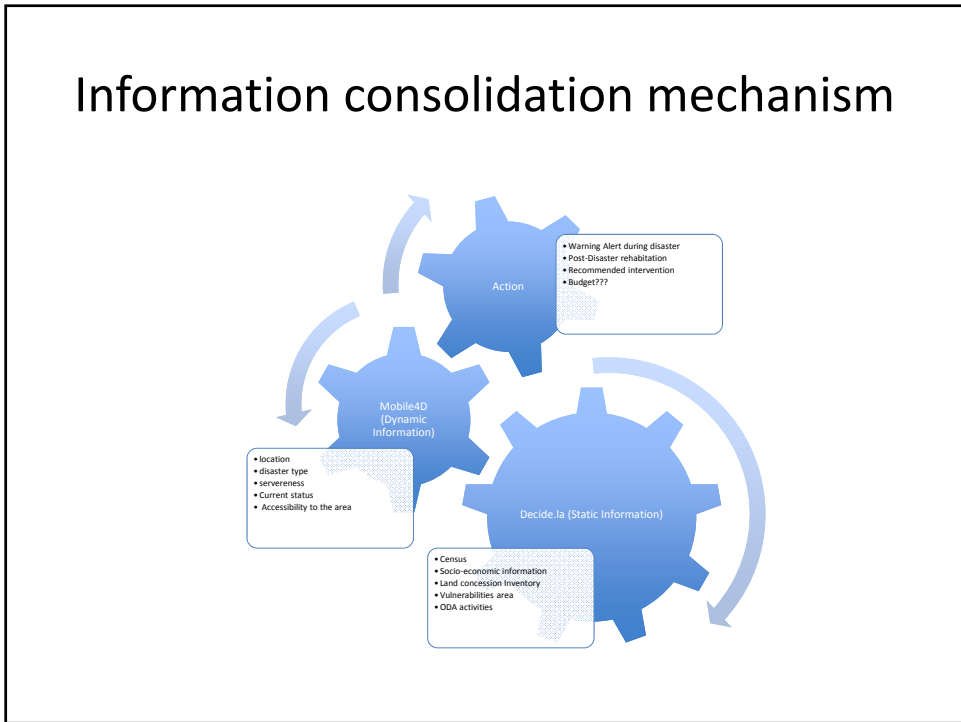 Information consolidation mechanism
Action
• Warning Alert during disaster
• Post-Disaster rehabitation
• Recommended intervention
• Budget???
Mobile4D
(Dynamic
Information)
• location
• disaster type
• servereness
• Current status
• Accessibility to the area
Decide.la (Static Information)
• Census
• Socio-economic information
• Land concession Inventory
• Vulnerabilities area
• ODA activities